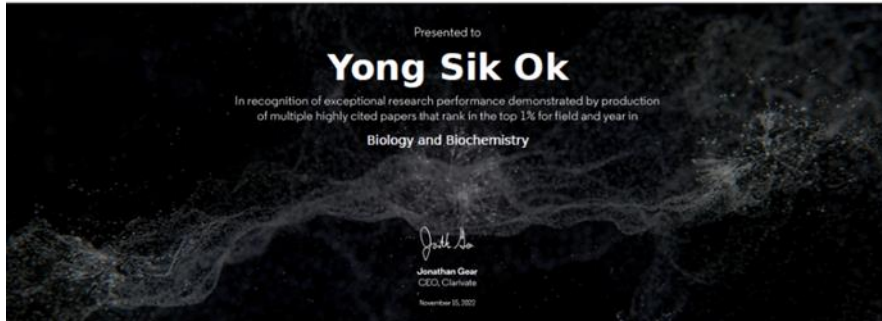 Presented to
Yong Sik Ok
In recognition of exceptional research performance demonstrated by production
of multiple highly cited papers that rank in the top 1% for field and year in
Biology and Biochemistry
Jonathan Gear
CEO, Clarivate
November 15, 2022